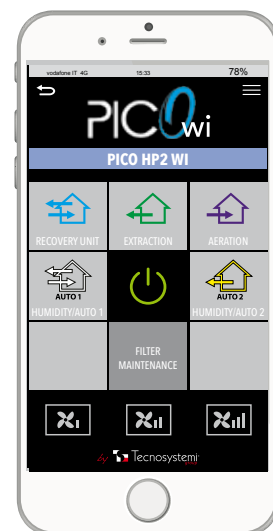 vodafone IT 4G 15:33 78%
PICO wi
PICO HP2 WI
RECOVERY UNIT EXTRACTION AERATION
AUTO 1 AUTO 2
HUMIDITY/AUTO 1 HUMIDITY/AUTO 2
FILTER
MAINTENANCE
by Tecnosystemi